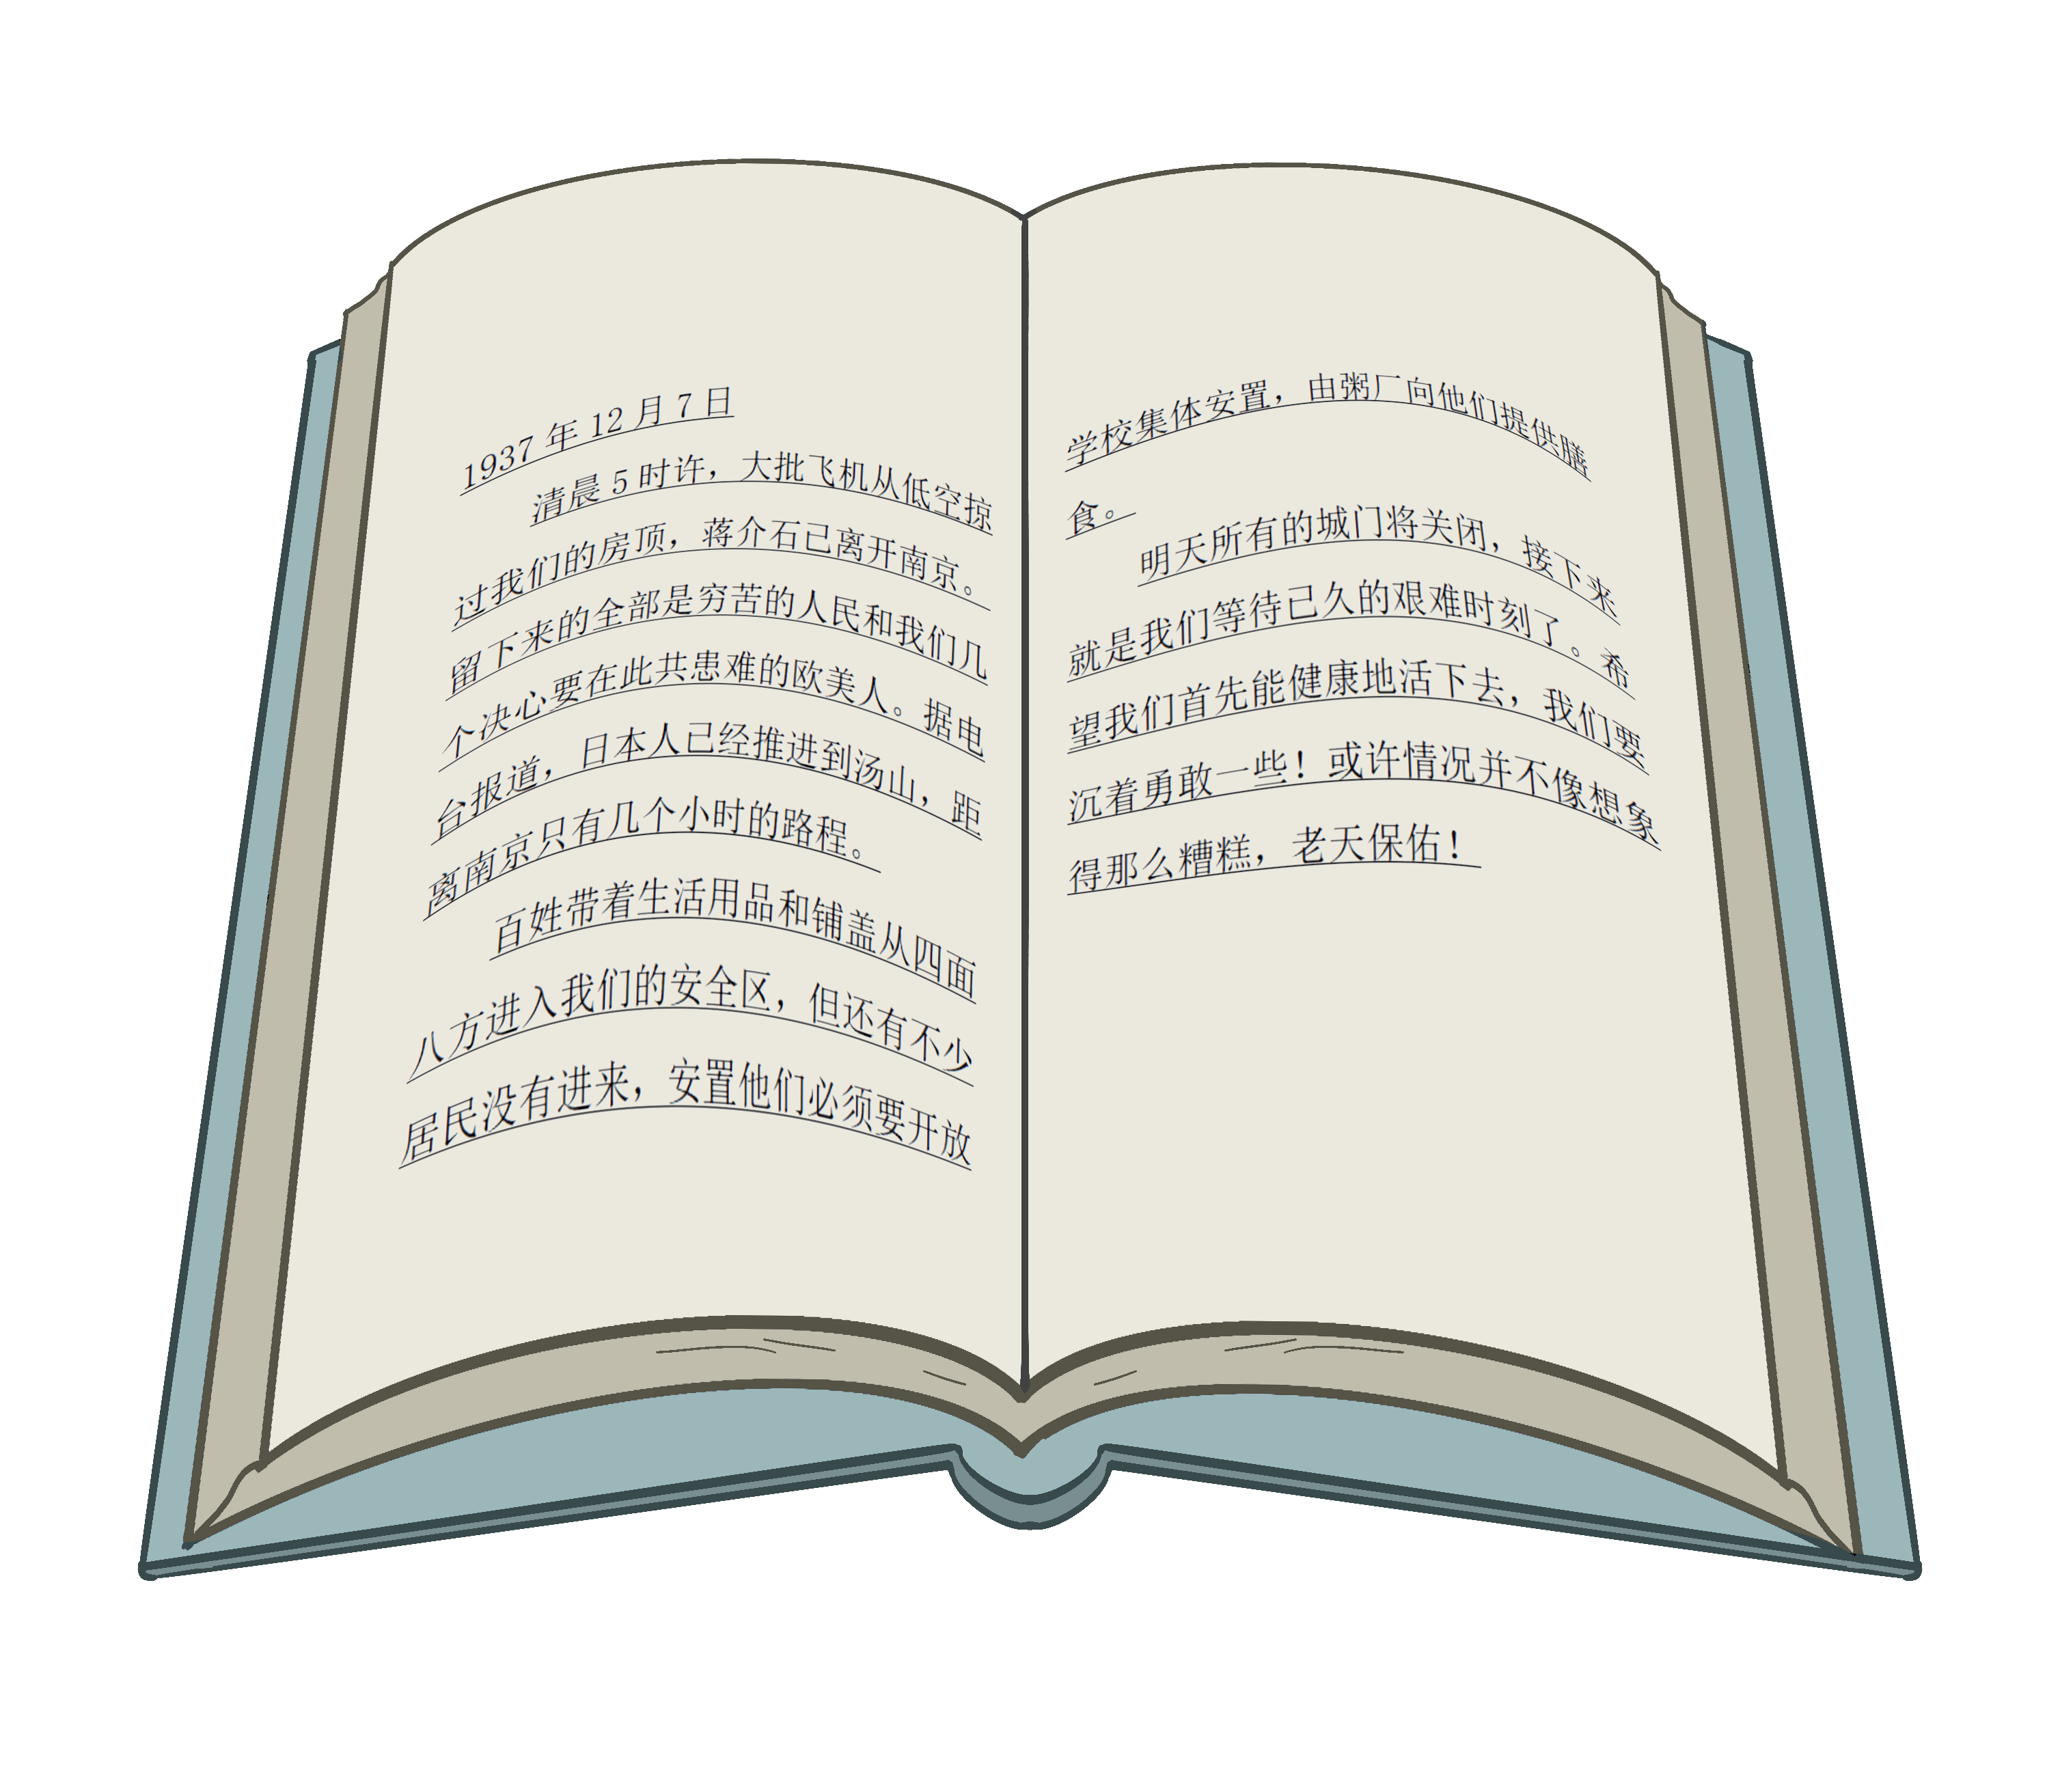 1937 年 12 月 7 日
清晨 5 时许，大批飞机从低空掠
过我们的房顶，蒋介石已离开南京。
留下来的全部是穷苦的人民和我们几
个决心要在此共患难的欧美人。据电
台报道，日本人已经推进到汤山，距
离南京只有几个小时的路程。
百姓带着生活用品和铺盖从四面
八方进入我们的安全区，但还有不少
居民没有进来，安置他们必须要开放
学校集体安置，由粥厂向他们提供膳
食。
明天所有的城门将关闭，接下来
就是我们等待已久的艰难时刻了。希
望我们首先能健康地活下去，我们要
沉着勇敢一些！或许情况并不像想象
得那么糟糕，老天保佑！